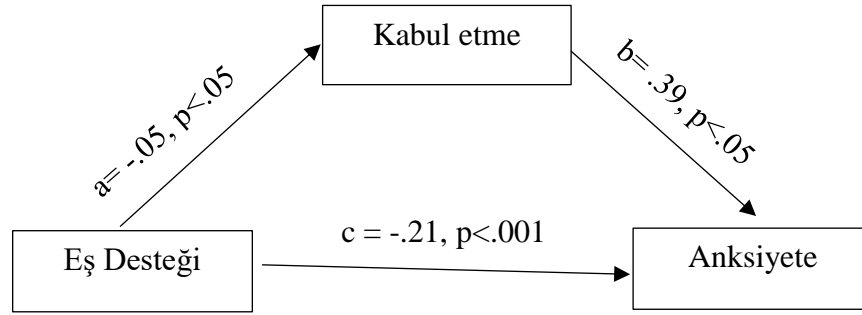 Kabul etme
a= -.05, p<.05
b= .39, p<.05
c = -.21, p<.001
Eş Desteği
Anksiyete